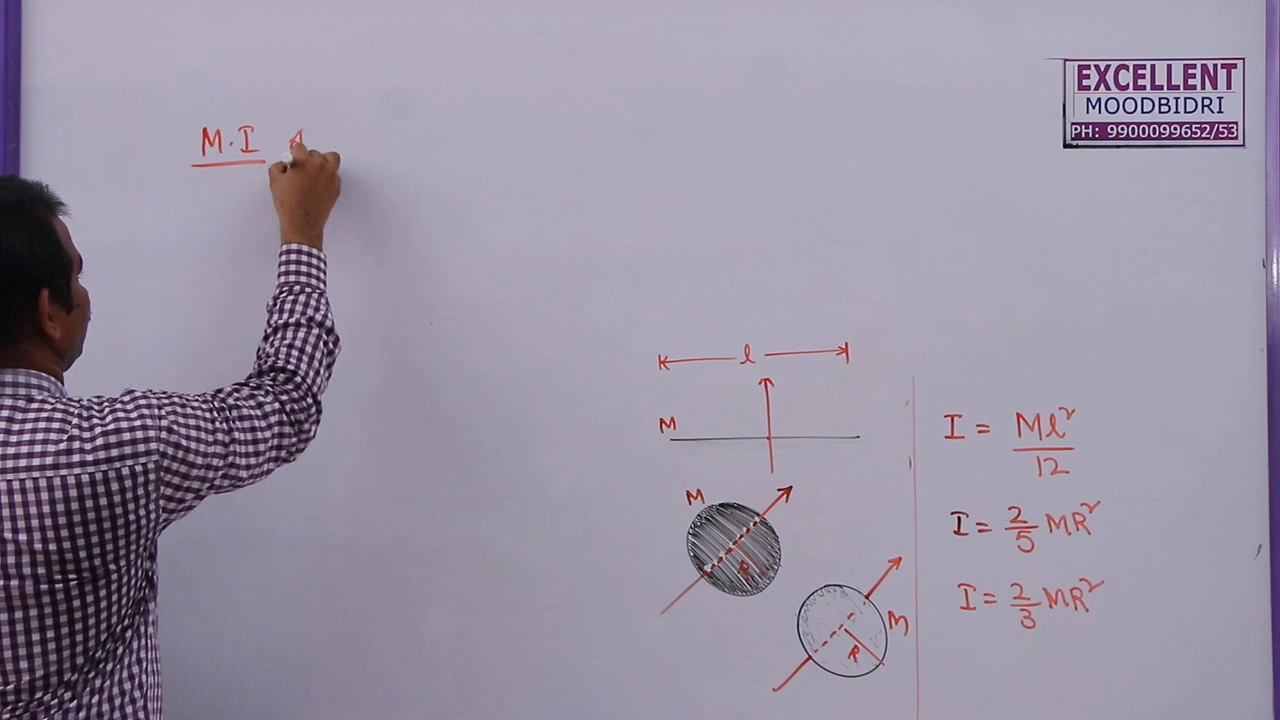 EXCELLENT
MOODBIDRI
PH: 9900099652/53
M.I
l
M
I = Ml²/12
M
R
I = 2/5 MR²
M
R
I = 2/3 MR²